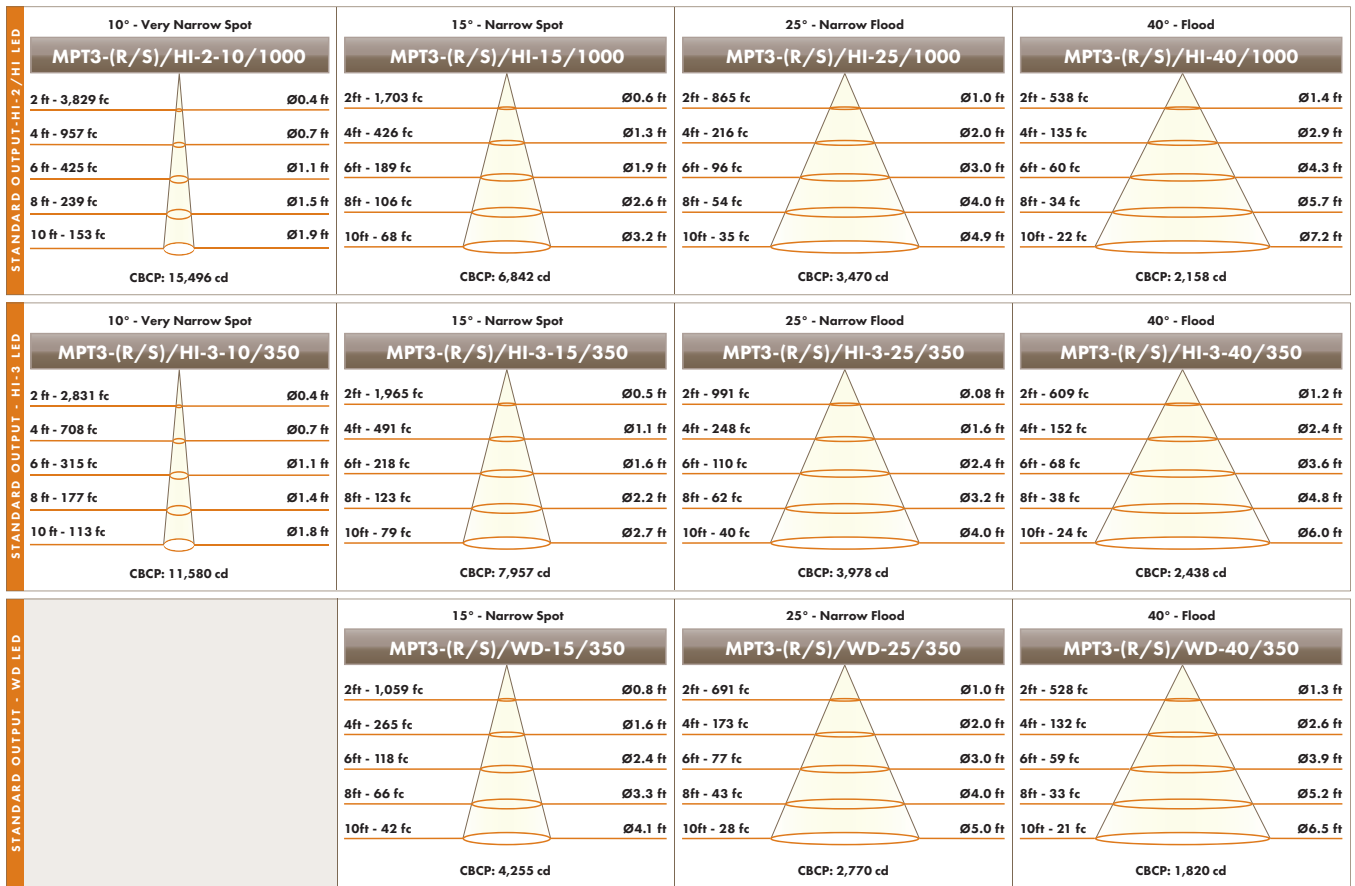 STANDARD OUTPUT-HI-2/HI LED
10° - Very Narrow Spot
MPT3-(R/S)/HI-2-10/1000
2 ft - 3,829 fc Ø0.4 ft
4 ft - 957 fc Ø0.7 ft
6 ft - 425 fc Ø1.1 ft
8 ft - 239 fc Ø1.5 ft
10 ft - 153 fc Ø1.9 ft
CBCP: 15,496 cd
15° - Narrow Spot
MPT3-(R/S)/HI-15/1000
2ft - 1,703 fc Ø0.6 ft
4ft - 426 fc Ø1.3 ft
6ft - 189 fc Ø1.9 ft
8ft - 106 fc Ø2.6 ft
10ft - 68 fc Ø3.2 ft
CBCP: 6,842 cd
25° - Narrow Flood
MPT3-(R/S)/HI-25/1000
2ft - 865 fc Ø1.0 ft
4ft - 216 fc Ø2.0 ft
6ft - 96 fc Ø3.0 ft
8ft - 54 fc Ø4.0 ft
10ft - 35 fc Ø4.9 ft
CBCP: 3,470 cd
40° - Flood
MPT3-(R/S)/HI-40/1000
2ft - 538 fc Ø1.4 ft
4ft - 135 fc Ø2.9 ft
6ft - 60 fc Ø4.3 ft
8ft - 34 fc Ø5.7 ft
10ft - 22 fc Ø7.2 ft
CBCP: 2,158 cd
STANDARD OUTPUT - HI-3 LED
10° - Very Narrow Spot
MPT3-(R/S)/HI-3-10/350
2 ft - 2,831 fc Ø0.4 ft
4 ft - 708 fc Ø0.7 ft
6 ft - 315 fc Ø1.1 ft
8 ft - 177 fc Ø1.4 ft
10 ft - 113 fc Ø1.8 ft
CBCP: 11,580 cd
15° - Narrow Spot
MPT3-(R/S)/HI-3-15/350
2ft - 1,965 fc Ø0.5 ft
4ft - 491 fc Ø1.1 ft
6ft - 218 fc Ø1.6 ft
8ft - 123 fc Ø2.2 ft
10ft - 79 fc Ø2.7 ft
CBCP: 7,957 cd
25° - Narrow Flood
MPT3-(R/S)/HI-3-25/350
2ft - 991 fc Ø.08 ft
4ft - 248 fc Ø1.6 ft
6ft - 110 fc Ø2.4 ft
8ft - 62 fc Ø3.2 ft
10ft - 40 fc Ø4.0 ft
CBCP: 3,978 cd
40° - Flood
MPT3-(R/S)/HI-3-40/350
2ft - 609 fc Ø1.2 ft
4ft - 152 fc Ø2.4 ft
6ft - 68 fc Ø3.6 ft
8ft - 38 fc Ø4.8 ft
10ft - 24 fc Ø6.0 ft
CBCP: 2,438 cd
STANDARD OUTPUT - WD LED
15° - Narrow Spot
MPT3-(R/S)/WD-15/350
2ft - 1,059 fc Ø0.8 ft
4ft - 265 fc Ø1.6 ft
6ft - 118 fc Ø2.4 ft
8ft - 66 fc Ø3.3 ft
10ft - 42 fc Ø4.1 ft
CBCP: 4,255 cd
25° - Narrow Flood
MPT3-(R/S)/WD-25/350
2ft - 691 fc Ø1.0 ft
4ft - 173 fc Ø2.0 ft
6ft - 77 fc Ø3.0 ft
8ft - 43 fc Ø4.0 ft
10ft - 28 fc Ø5.0 ft
CBCP: 2,770 cd
40° - Flood
MPT3-(R/S)/WD-40/350
2ft - 528 fc Ø1.3 ft
4ft - 132 fc Ø2.6 ft
6ft - 59 fc Ø3.9 ft
8ft - 33 fc Ø5.2 ft
10ft - 21 fc Ø6.5 ft
CBCP: 1,820 cd